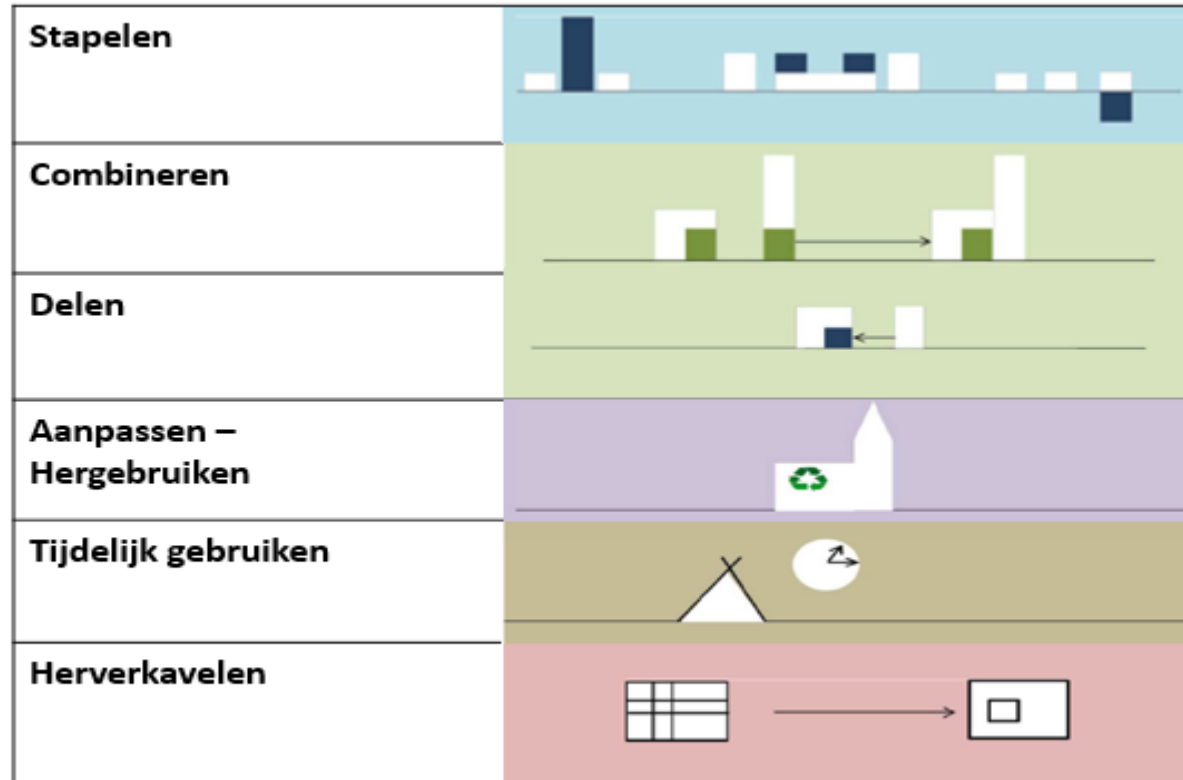 Stapelen
Combineren
Delen
Aanpassen –
Hergebruiken
Tijdelijk gebruiken
Herverkavelen